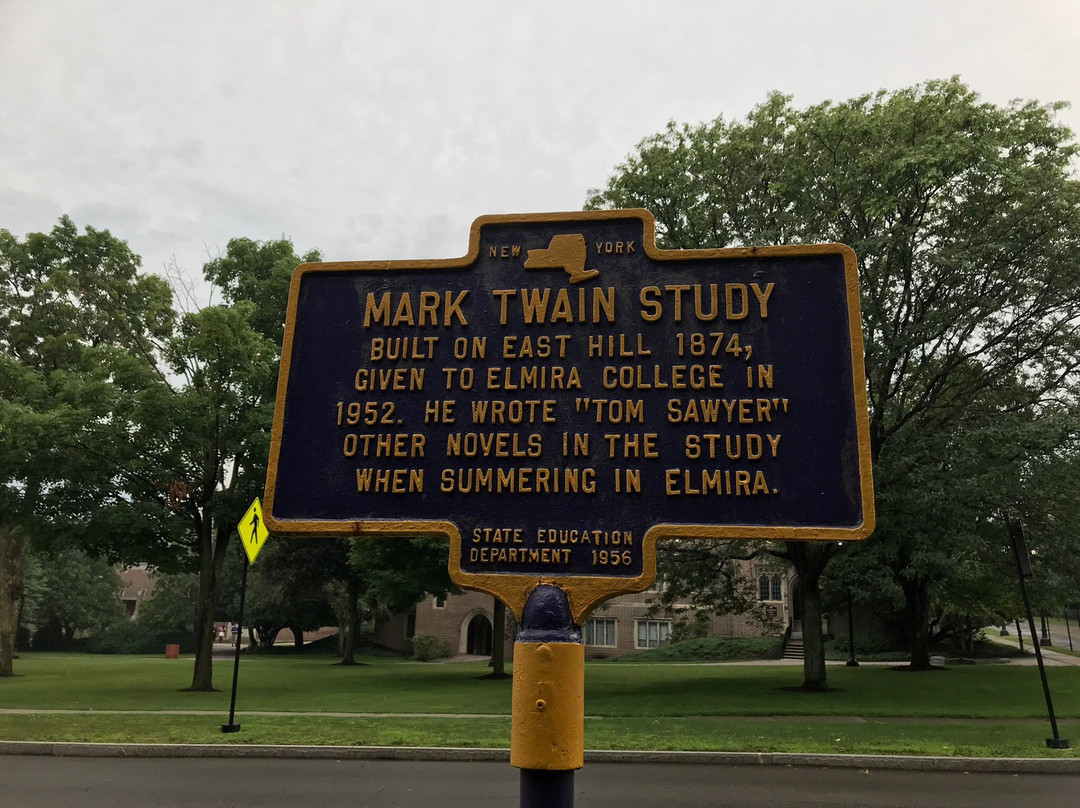 NEW YORK
MARK TWAIN STUDY
BUILT ON EAST HILL 1874,
GIVEN TO ELMIRA COLLEGE IN
1952. HE WROTE "TOM SAWYER"
OTHER NOVELS IN THE STUDY
WHEN SUMMERING IN ELMIRA.
STATE EDUCATION
DEPARTMENT 1956